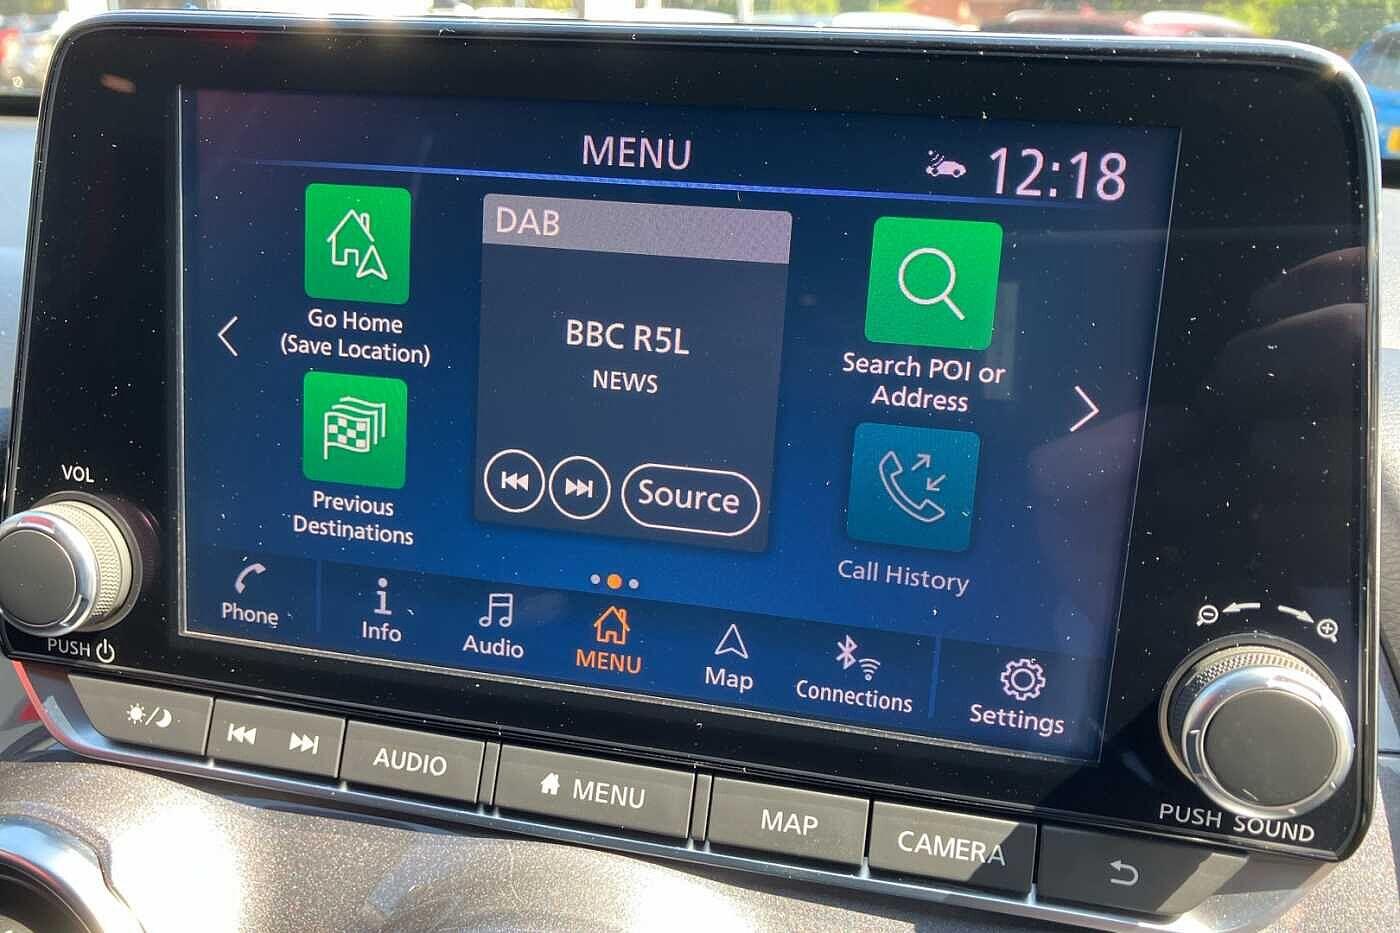 MENU
12:18
Go Home
(Save Location)
Previous
Destinations
DAB
BBC R5L
NEWS
Source
Search POI or
Address
Call History
Phone
Info
Audio
MENU
Map
Connections
Settings
VOL
PUSH
PUSH SOUND
AUDIO
MENU
MAP
CAMERA